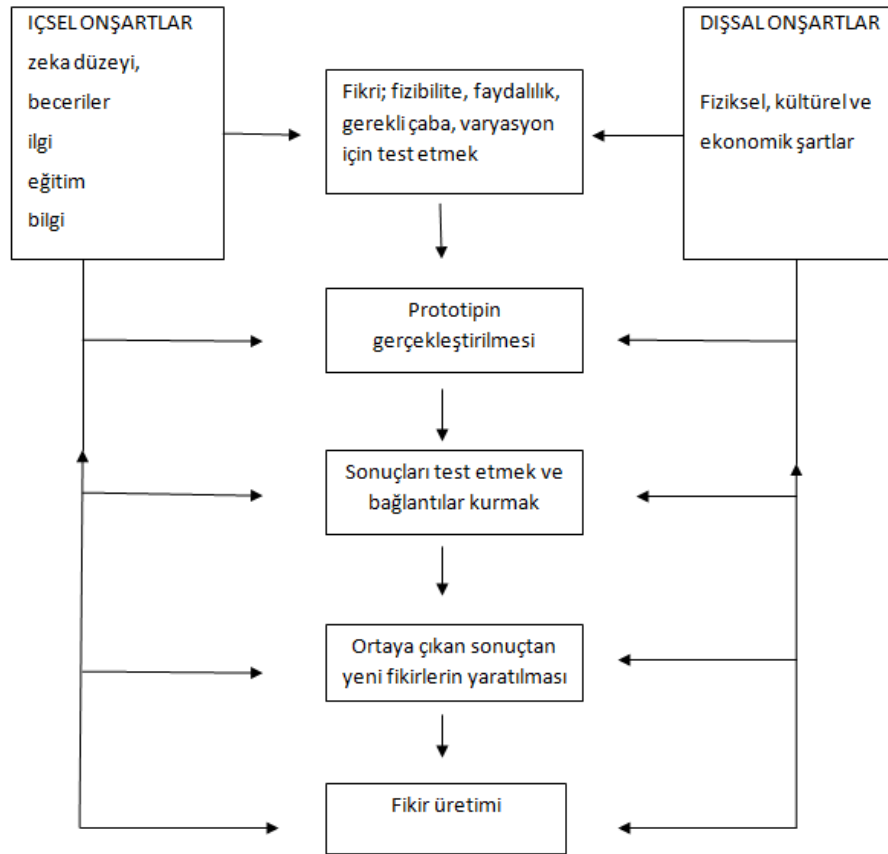 IÇSEL ONŞARTLAR
zeka düzeyi,
beceriler
ilgi
eğitim
bilgi
Fikri; fizibilite, faydalılık,
gerekli çaba, varyasyon
için test etmek
DIŞSAL ONŞARTLAR
Fiziksel, kültürel ve
ekonomik şartlar
Prototipin
gerçekleştirilmesi
Sonuçları test etmek ve
bağlantılar kurmak
Ortaya çıkan sonuçtan
yeni fikirlerin yaratılması
Fikir üretimi